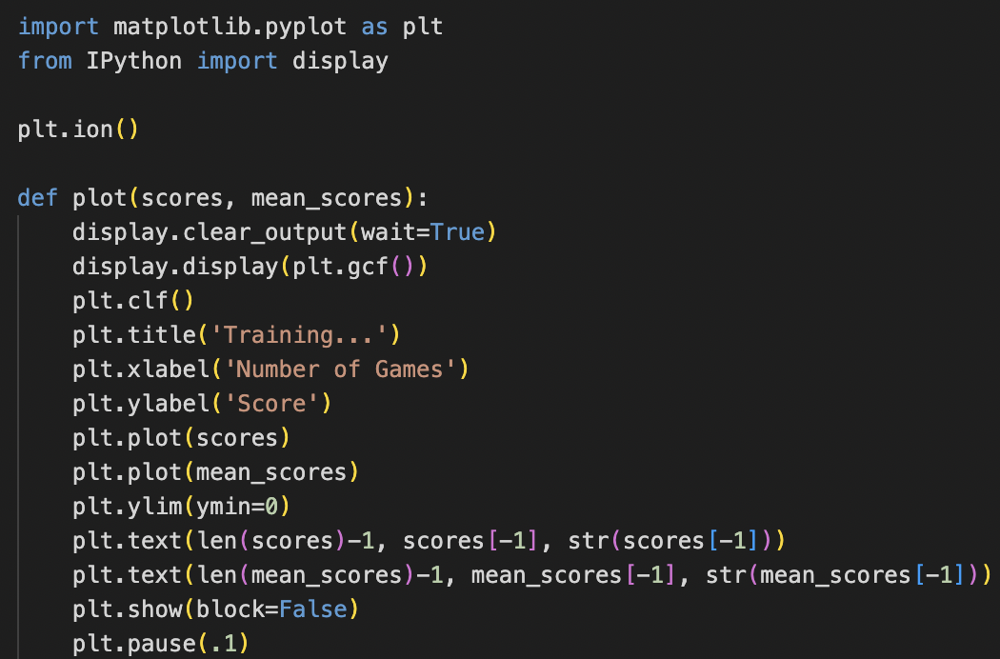 import matplotlib.pyplot as plt
from IPython import display

plt.ion()

def plot(scores, mean_scores):
    display.clear_output(wait=True)
    display.display(plt.gcf())
    plt.clf()
    plt.title('Training...')
    plt.xlabel('Number of Games')
    plt.ylabel('Score')
    plt.plot(scores)
    plt.plot(mean_scores)
    plt.ylim(ymin=0)
    plt.text(len(scores)-1, scores[-1], str(scores[-1]))
    plt.text(len(mean_scores)-1, mean_scores[-1], str(mean_scores[-1]))
    plt.show(block=False)
    plt.pause(.1)